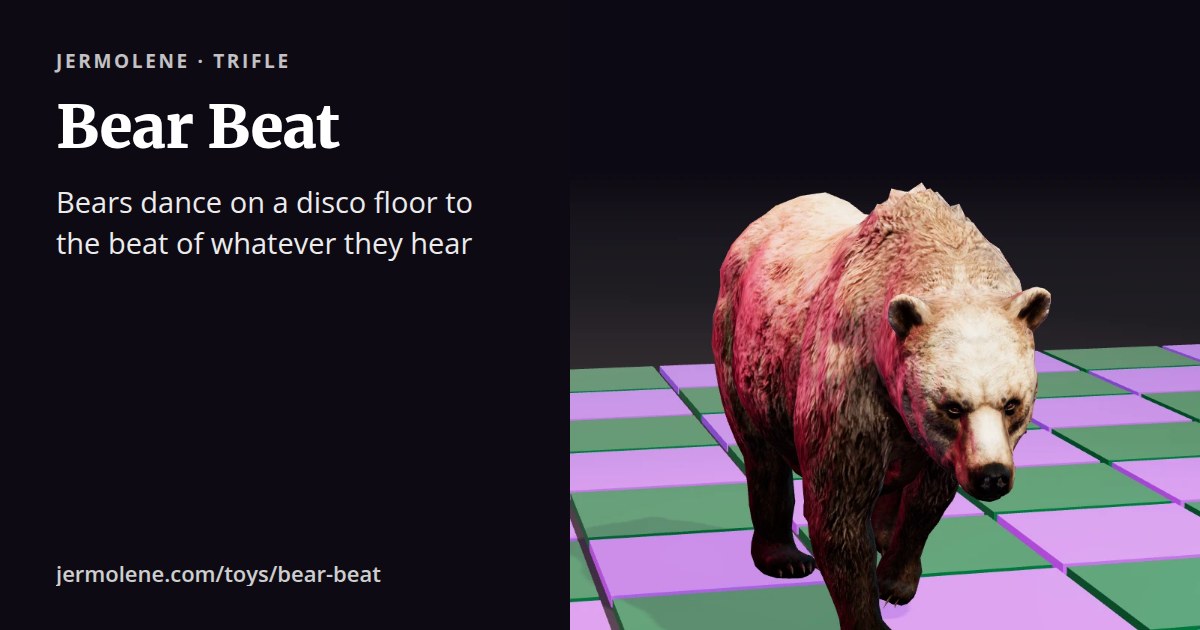 JERMOLENE · TRIFLE
Bear Beat
Bears dance on a disco floor to
the beat of whatever they hear
jermolene.com/toys/bear-beat